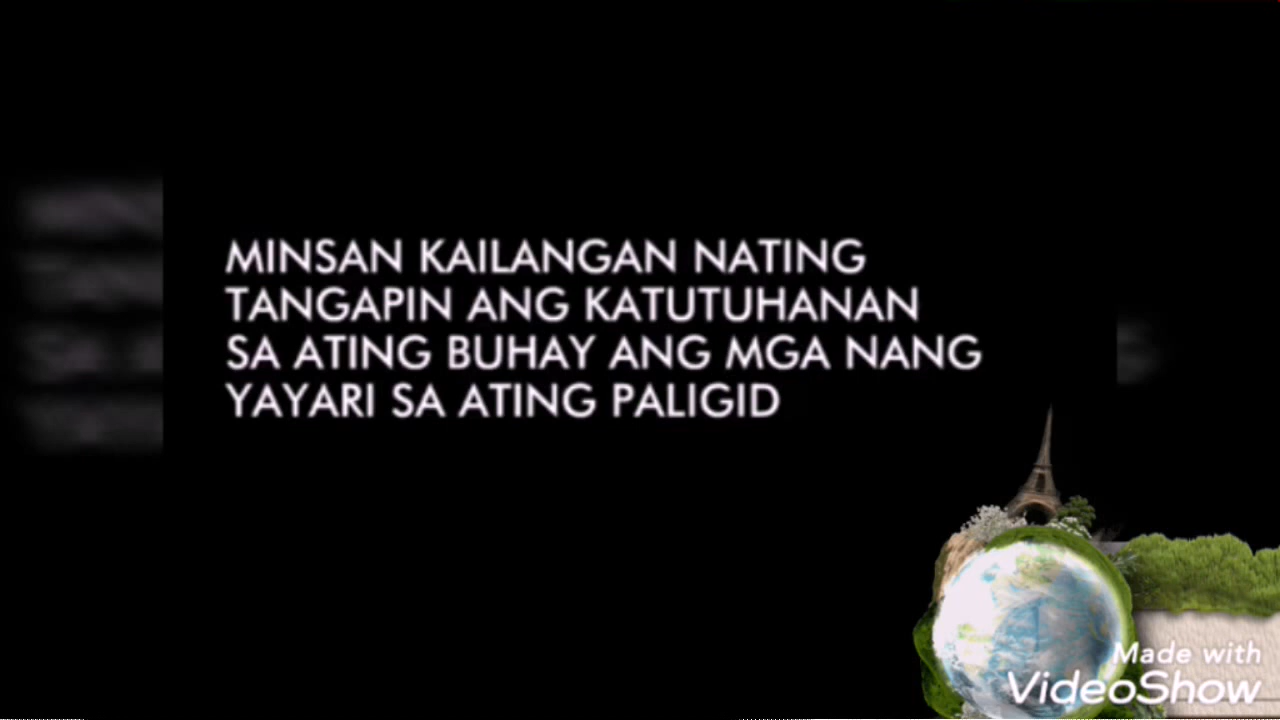 MINSAN KAILANGAN NATING
TANGAPIN ANG KATUTUHANAN
SA ATING BUHAY ANG MGA NANG
YAYARI SA ATING PALIGID
Made with
VideoShow